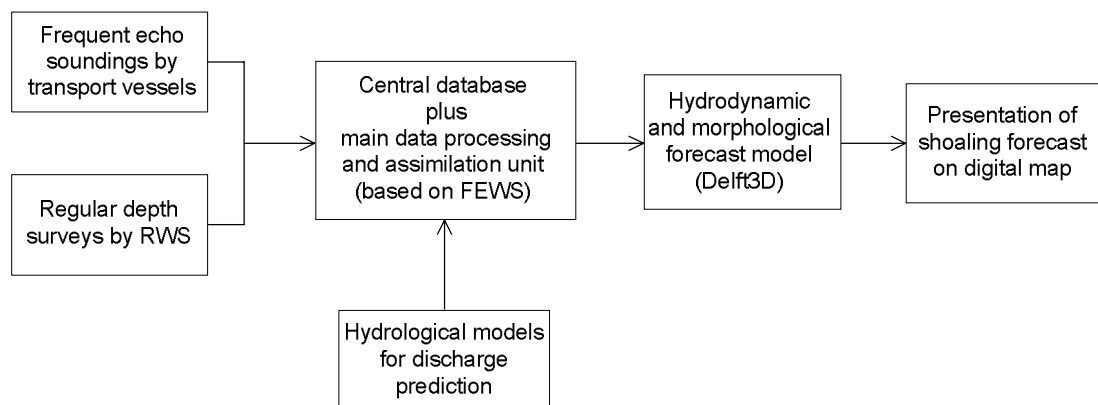 Frequent echo
soundings by
transport vessels
Regular depth
surveys by RWS
Central database
plus
main data processing
and assimilation unit
(based on FEWS)
Hydrological models
for discharge
prediction
Hydrodynamic
and morphological
forecast model
(Delft3D)
Presentation of
shoaling forecast
on digital map